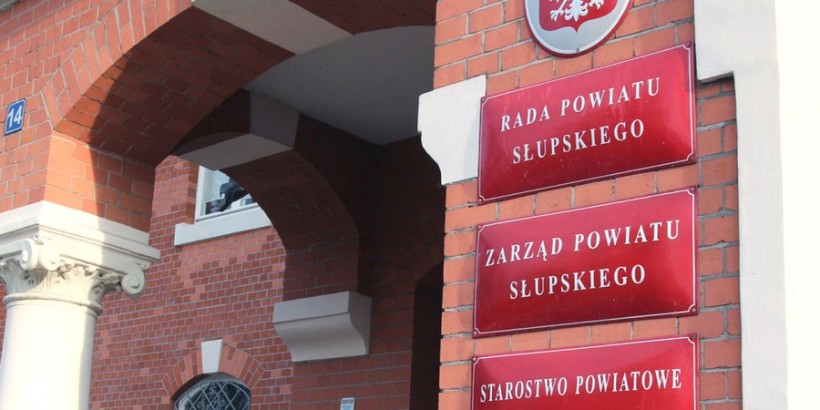 14
RADA POWIATU
SŁUPSKIEGO
ZARZĄD POWIATU
SŁUPSKIEGO
STAROSTWO POWIATOWE